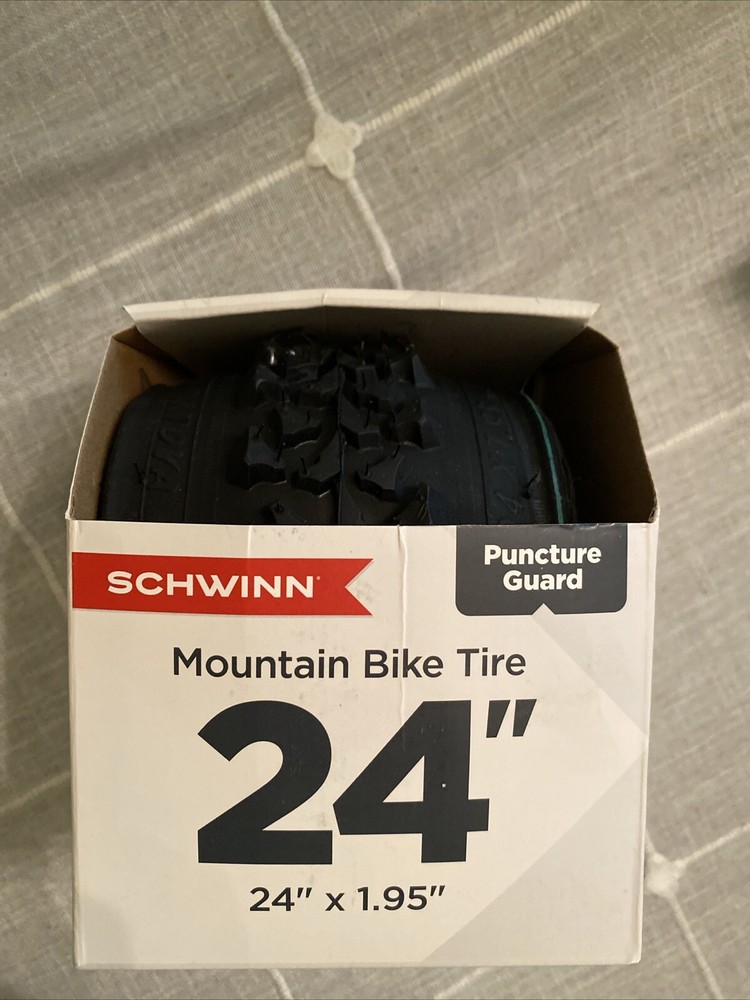 SCHWINN
Puncture
Guard
Mountain Bike Tire
24"
24" x 1.95"